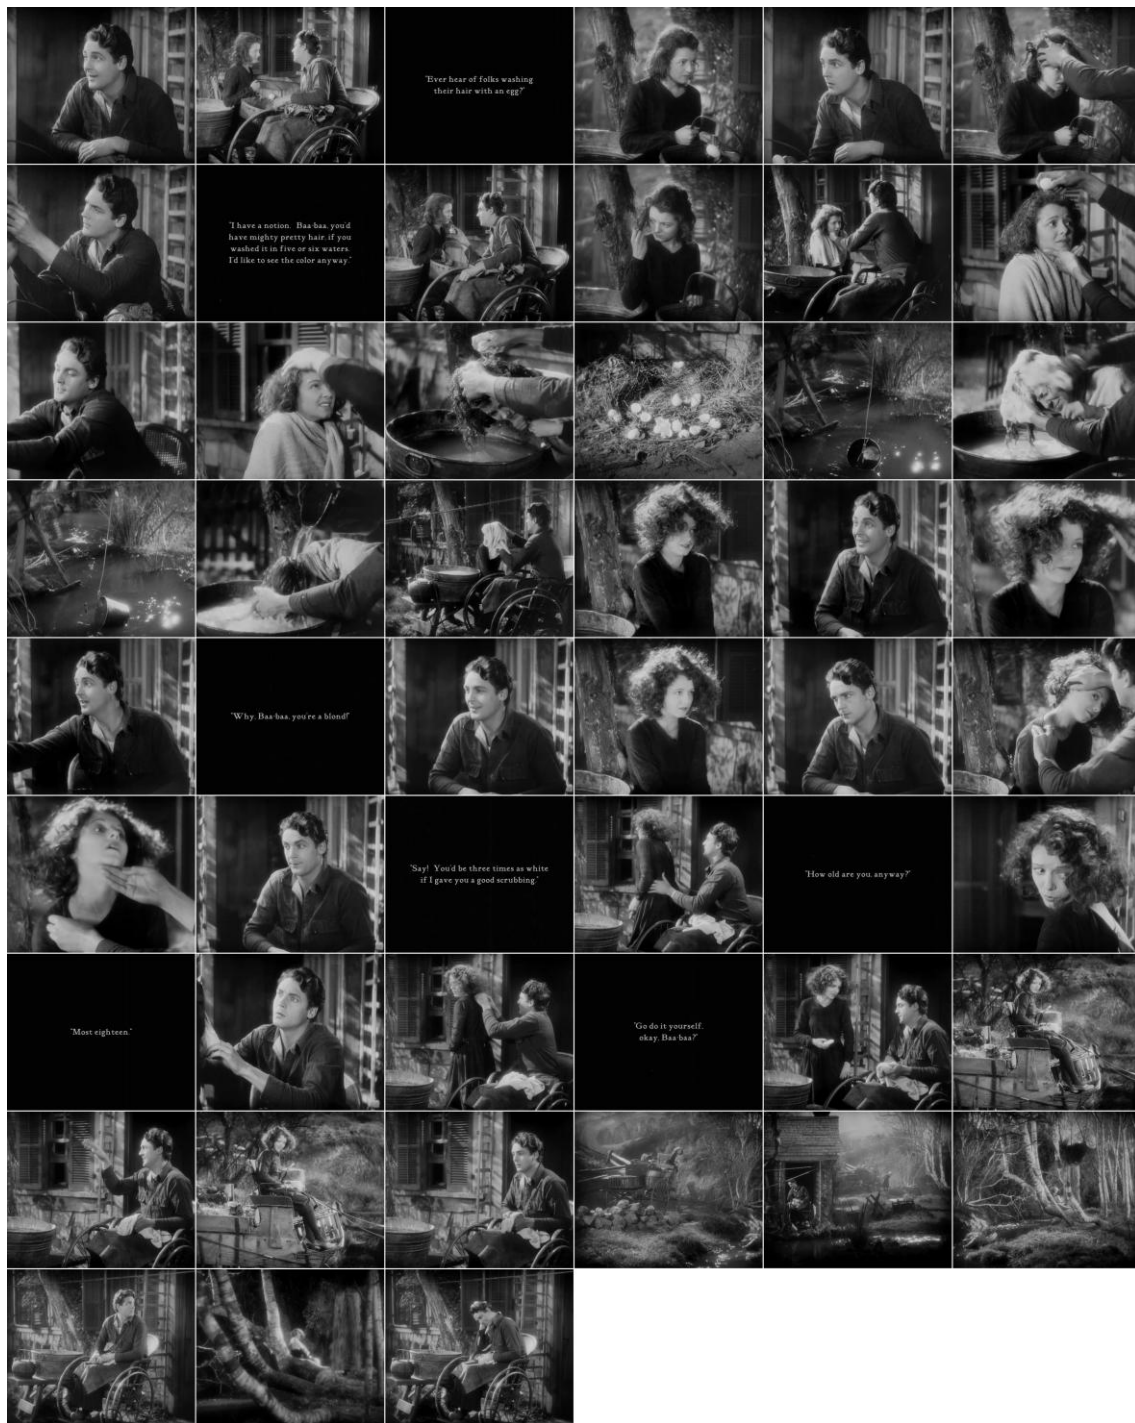 "Ever hear of folks washing
their hair with an egg?"
"I have a notion. Baa-baa, you'd
have mighty pretty hair, if you
washed it in five or six waters.
I'd like to see the color anyway."
"Why, Baa-baa, you're a blond!"
"Say! You'd be three times as white
if I gave you a good scrubbing."
"How old are you, anyway?"
"Most eighteen."
"Go do it yourself,
okay, Baa-baa?"